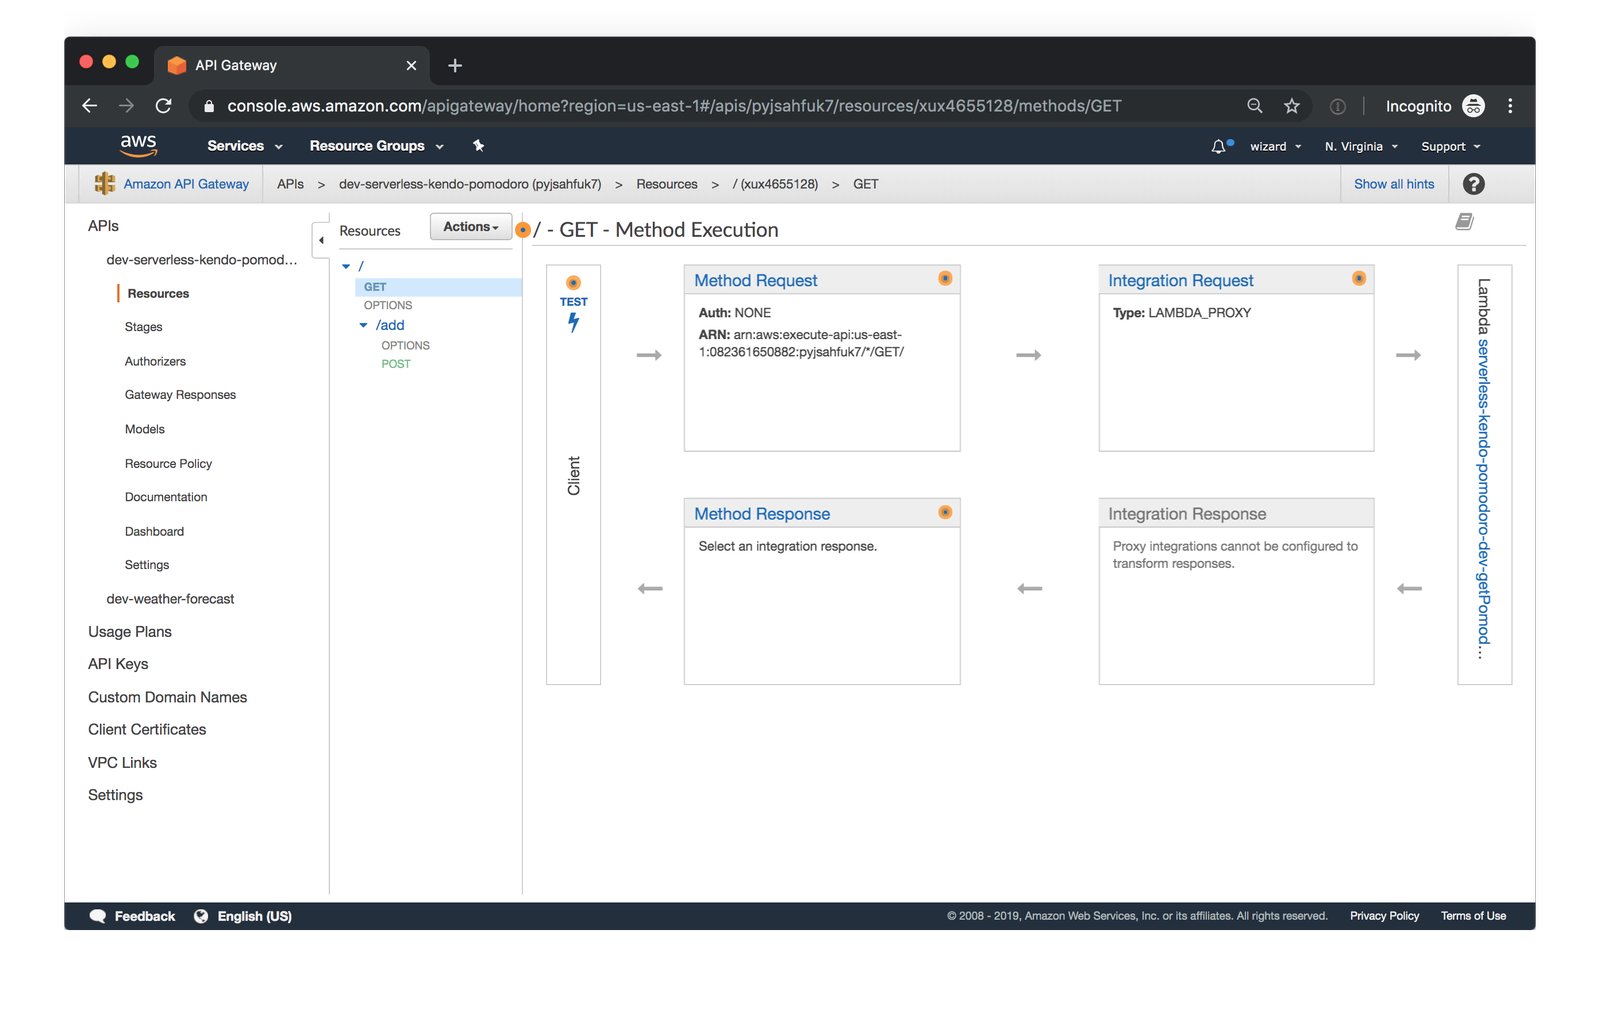 API Gateway
console.aws.amazon.com/apigateway/home?region=us-east-1#/apis/pyjsahfuk7/resources/xux4655128/methods/GET
Incognito
aws
Services
Resource Groups
wizard
N. Virginia
Support
Amazon API Gateway
APIs > dev-serverless-kendo-pomodoro (pyjsahfuk7) > Resources > / (xux4655128) > GET
Show all hints
?
APIs
dev-serverless-kendo-pomod...
Resources
Stages
Authorizers
Gateway Responses
Models
Resource Policy
Documentation
Dashboard
Settings
dev-weather-forecast
Usage Plans
API Keys
Custom Domain Names
Client Certificates
VPC Links
Settings
Resources
Actions
/
GET
OPTIONS
/add
OPTIONS
POST
/ - GET - Method Execution
TEST
Client
Method Request
Auth: NONE
ARN: arn:aws:execute-api:us-east-
1:082361650882:pyjsahfuk7/*/GET/
Integration Request
Type: LAMBDA_PROXY
Method Response
Select an integration response.
Integration Response
Proxy integrations cannot be configured to
transform responses.
Lambda serverless-kendo-pomodoro-dev-getPomod...
Feedback
English (US)
© 2008 - 2019, Amazon Web Services, Inc. or its affiliates. All rights reserved.
Privacy Policy
Terms of Use